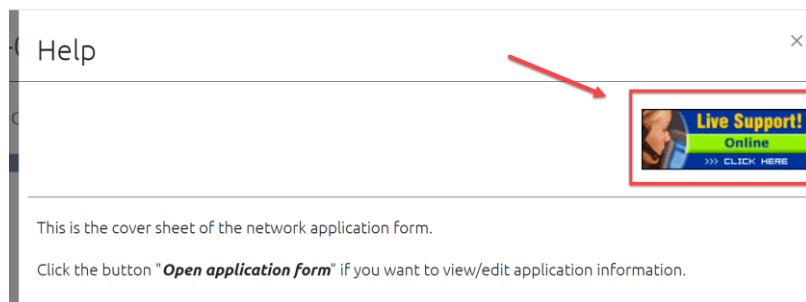 Help
×
Live Support!
Online
>>> CLICK HERE
This is the cover sheet of the network application form.
Click the button "Open application form" if you want to view/edit application information.